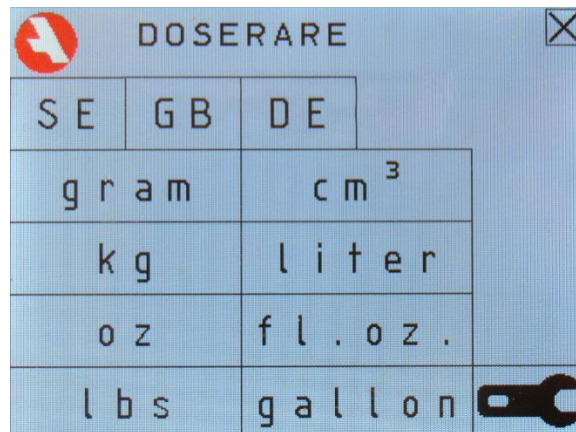 DOSERARE
SE GB DE
gram cm³
kg liter
oz fl.oz.
lbs gallon